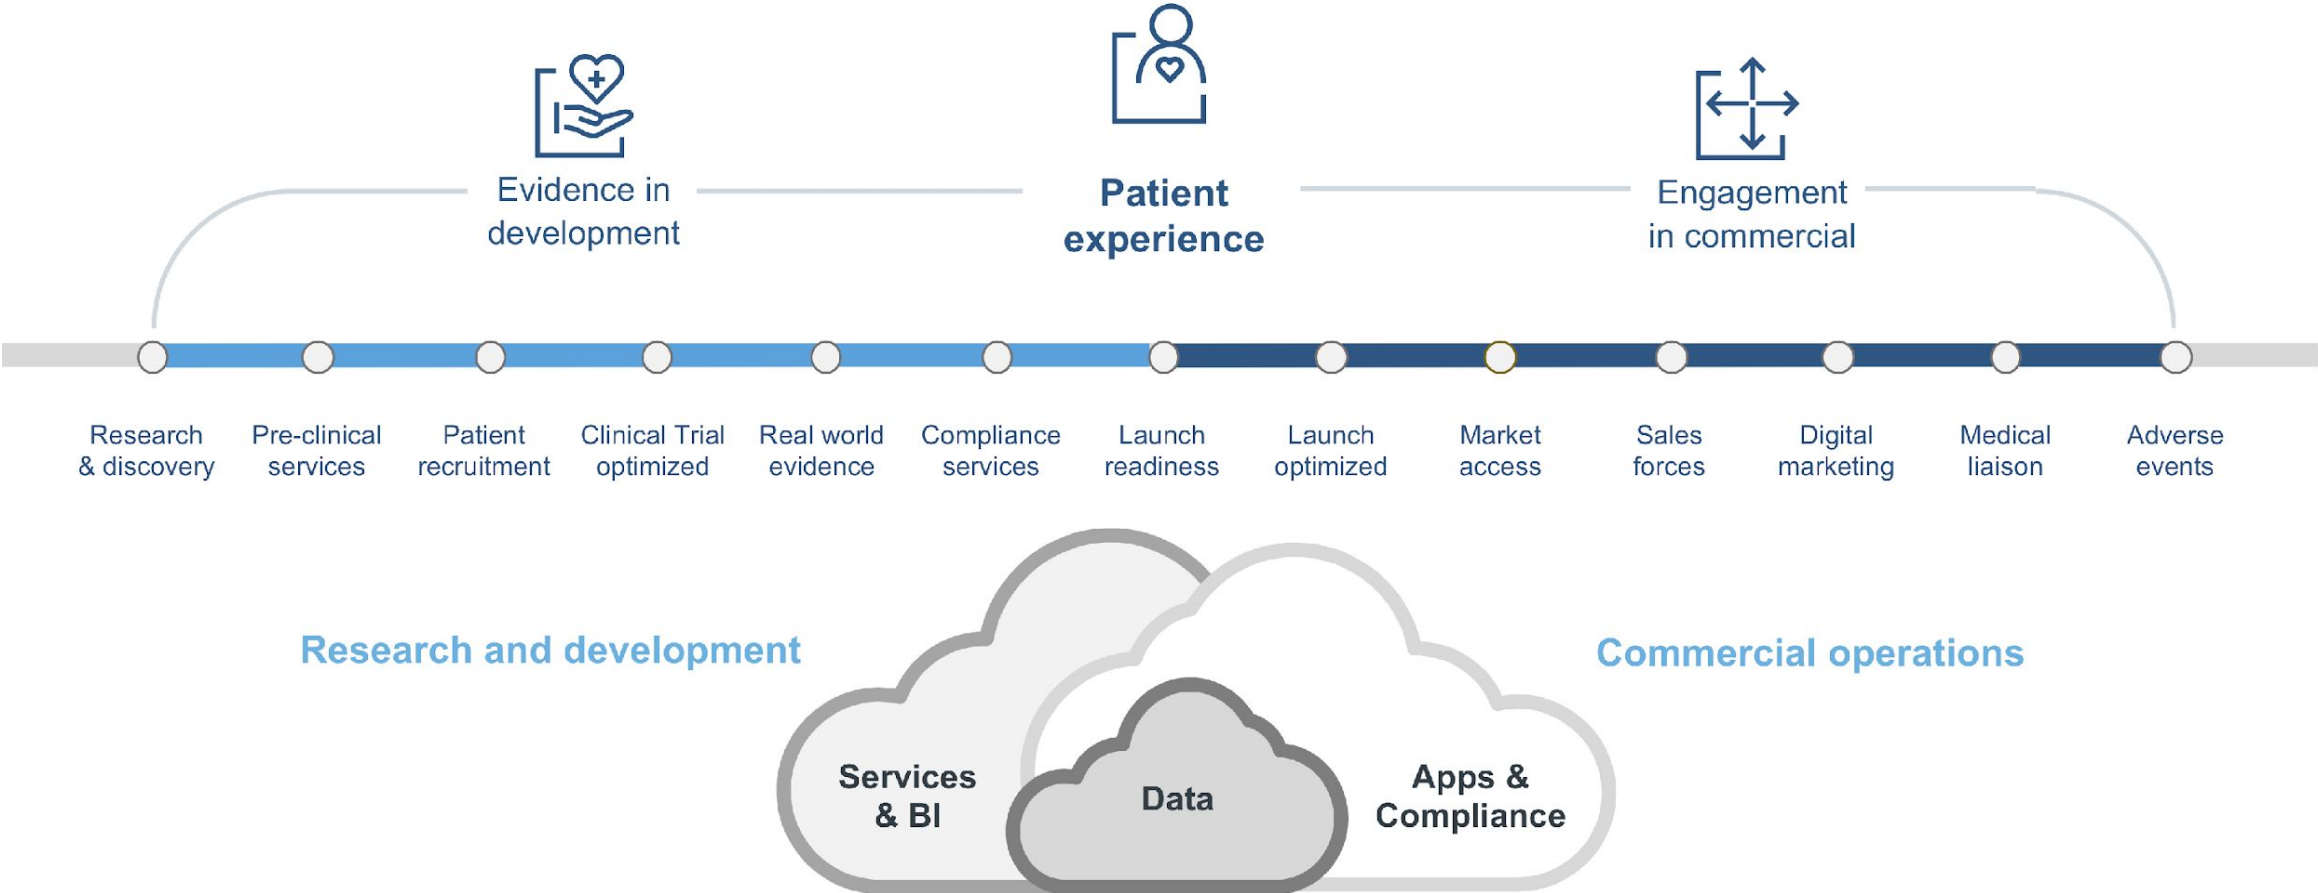 Evidence in
development
Patient
experience
Engagement
in commercial
Research
& discovery
Pre-clinical
services
Patient
recruitment
Clinical Trial
optimized
Real world
evidence
Compliance
services
Launch
readiness
Launch
optimized
Market
access
Sales
forces
Digital
marketing
Medical
liaison
Adverse
events
Research and development
Commercial operations
Services
& BI
Data
Apps &
Compliance